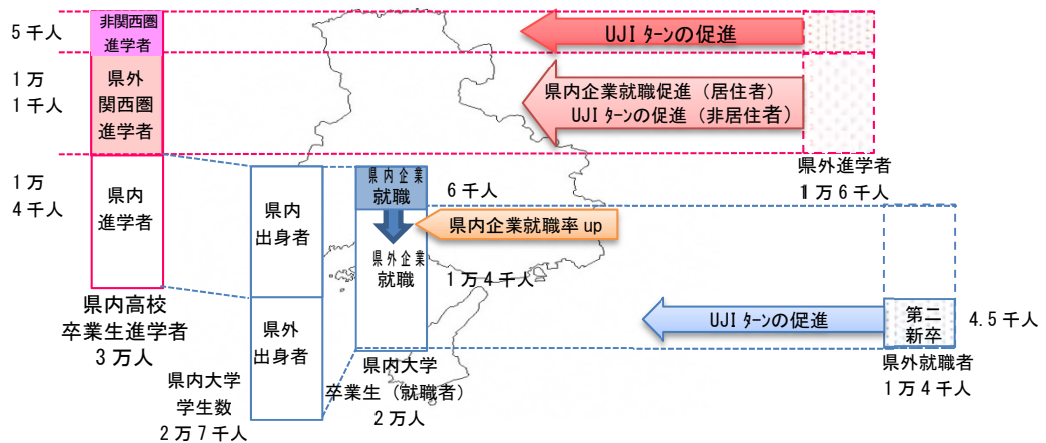 5千人
非関西圏
進学者
UJIターンの促進
1万
1千人
県外
関西圏
進学者
県内企業就職促進（居住者）
UJIターンの促進（非居住者）
県外進学者
1万6千人
1万
4千人
県内
進学者
県内高校
卒業生進学者
3万人
県内
出身者
県外
出身者
県内大学
学生数
2万7千人
県内企業
就職
6千人
県内企業就職率up
県外企業
就職
1万4千人
県内大学
卒業生（就職者）
2万人
UJIターンの促進
第二
新卒
4.5千人
県外就職者
1万4千人